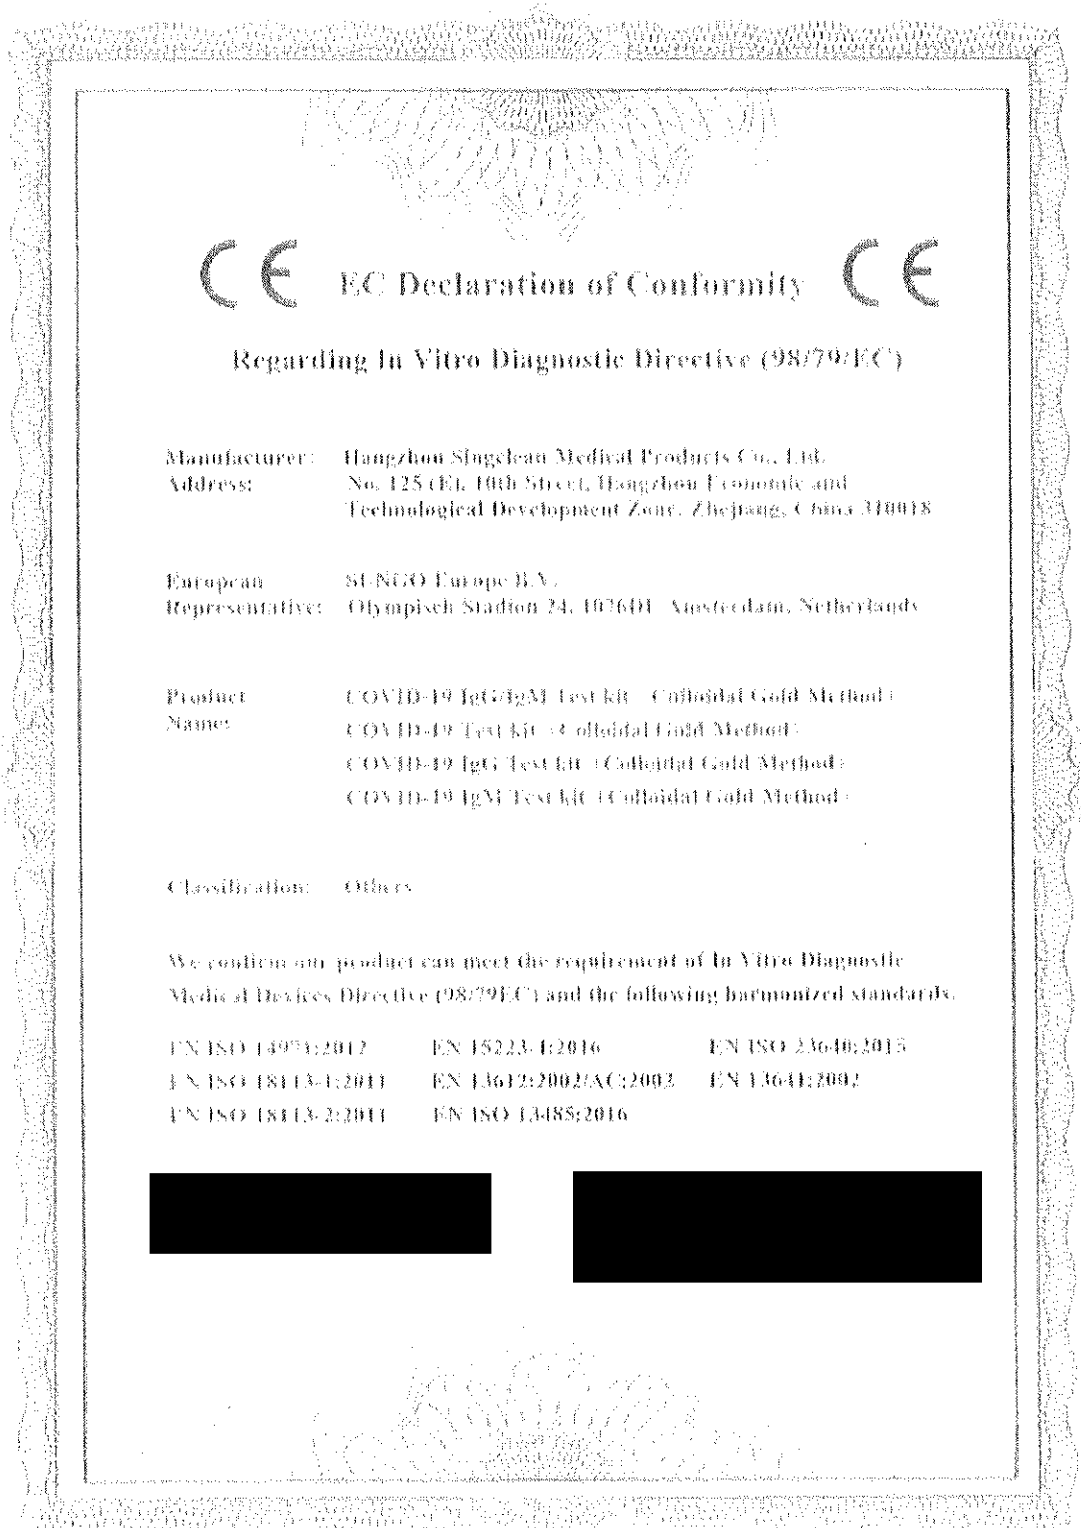 CE EC Declaration of Conformity CE
Regarding In Vitro Diagnostic Directive (98/79/EC)
Manufacturer: Hangzhou Singclean Medical Products Co., Ltd.
Address: No. 125 (E), 10th Street, Hangzhou Economic and
Technological Development Zone, Zhejiang, China 310018
European SUNGO Europe B.V.
Representative: Olympisch Stadion 24, 1076DE Amsterdam, Netherlands
Product COVID-19 IgG/IgM Test kit (Colloidal Gold Method)
Name: COVID-19 Test kit (Colloidal Gold Method)
COVID-19 IgG Test kit (Colloidal Gold Method)
COVID-19 IgM Test kit (Colloidal Gold Method)
Classification: Others
We confirm our product can meet the requirement of In Vitro Diagnostic
Medical Devices Directive (98/79EC) and the following harmonized standards.
EN ISO 14971:2012 EN 15223-1:2016 EN ISO 23640:2015
EN ISO 18113-1:2011 EN 13612:2002/AC:2002 EN 13641:2002
EN ISO 18113-2:2011 EN ISO 13485:2016